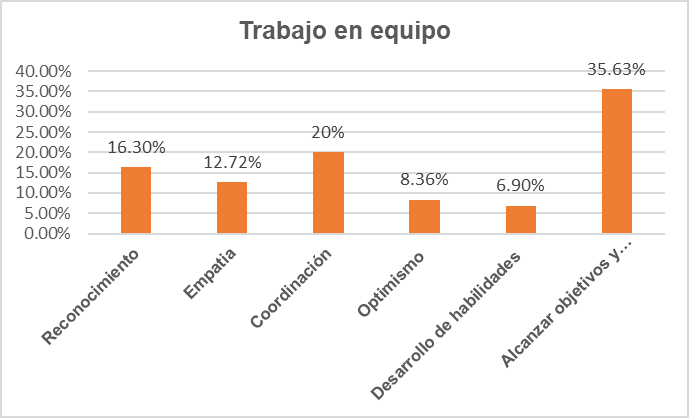 Trabajo en equipo
40.00%
35.00%
30.00%
25.00%
20.00%
15.00%
10.00%
5.00%
0.00%
16.30%
12.72%
20%
8.36%
6.90%
35.63%
Reconocimiento
Empatia
Coordinación
Optimismo
Desarrollo de habilidades
Alcanzar objetivos y...